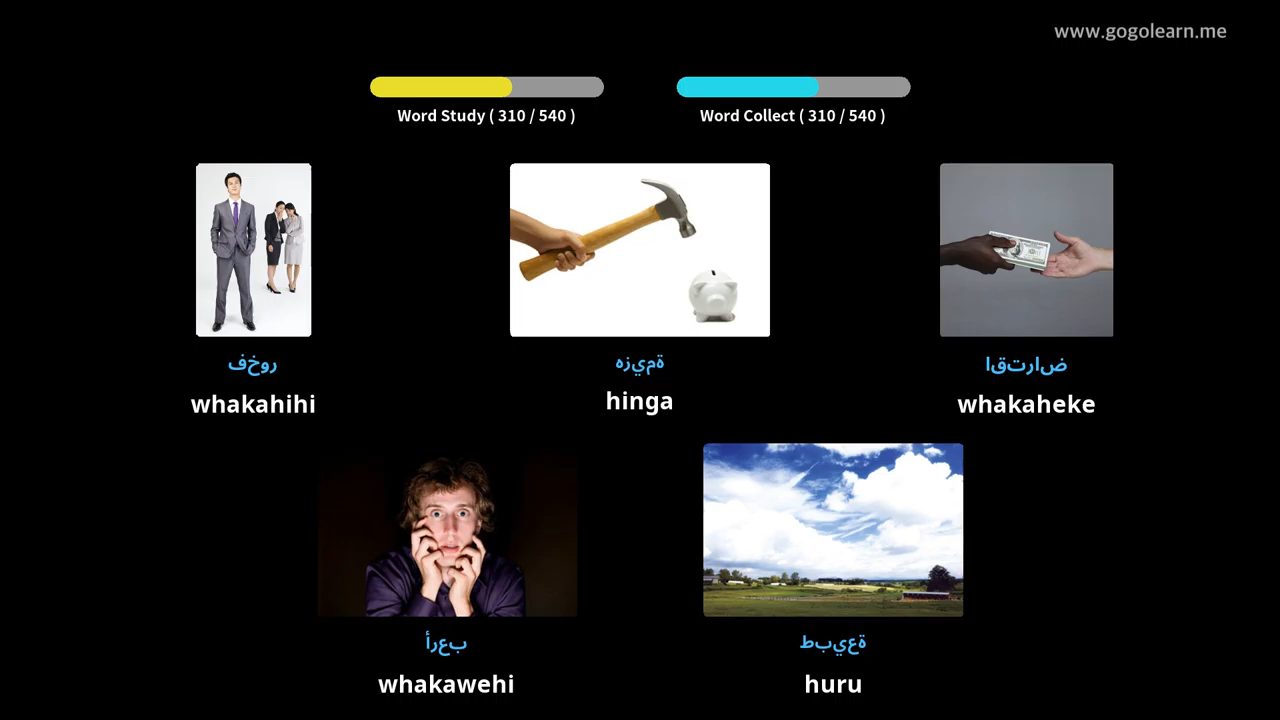 www.gogolearn.me
Word Study ( 310 / 540 )
Word Collect ( 310 / 540 )
فخور
هزيمة
اقتراض
whakahihi
hinga
whakaheke
أرعب
طبيعة
whakawehi
huru